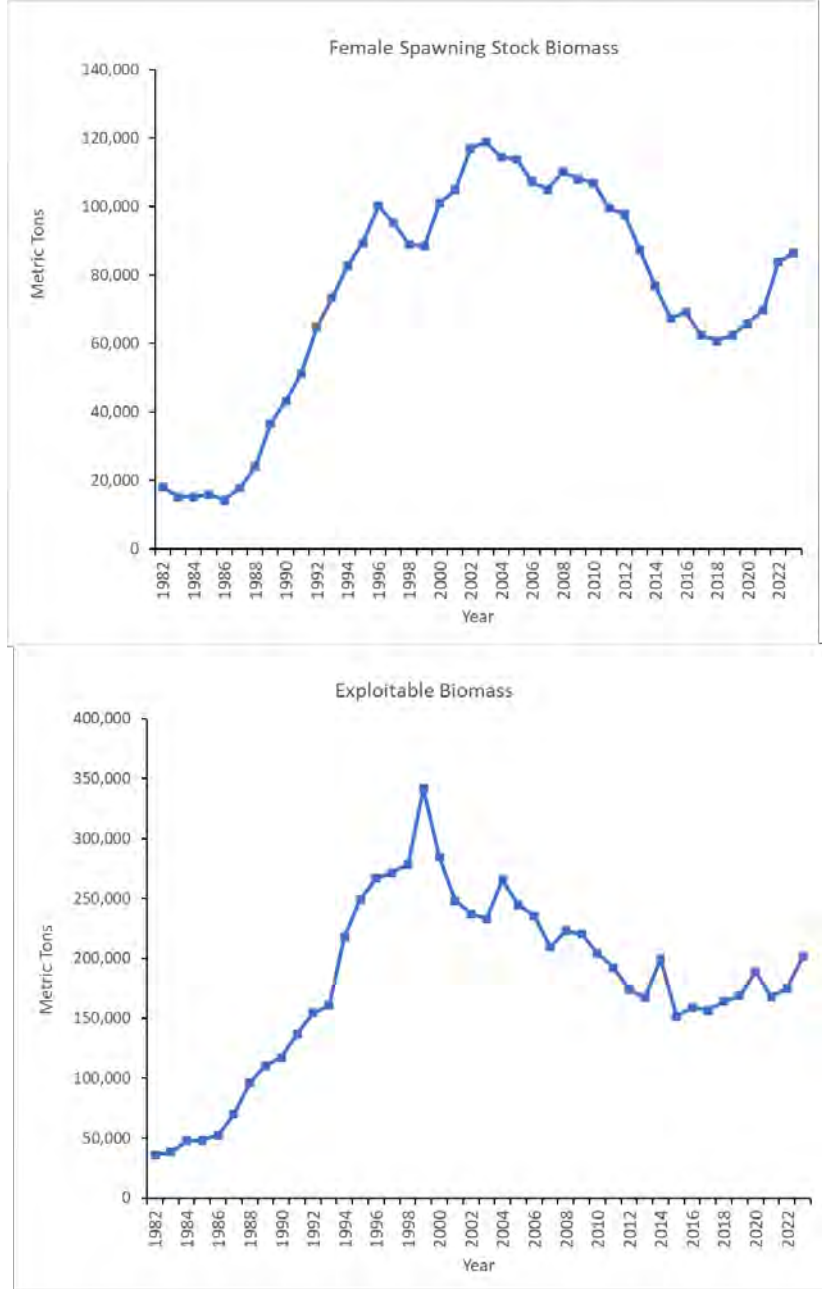 Female Spawning Stock Biomass
140,000
120,000
100,000
80,000
60,000
40,000
20,000
0
Metric Tons
1982 1984 1986 1988 1990 1992 1994 1996 1998 2000 2002 2004 2006 2008 2010 2012 2014 2016 2018 2020 2022
Year
Exploitable Biomass
400,000
350,000
300,000
250,000
200,000
150,000
100,000
50,000
0
Metric Tons
1982 1984 1986 1988 1990 1992 1994 1996 1998 2000 2002 2004 2006 2008 2010 2012 2014 2016 2018 2020 2022
Year